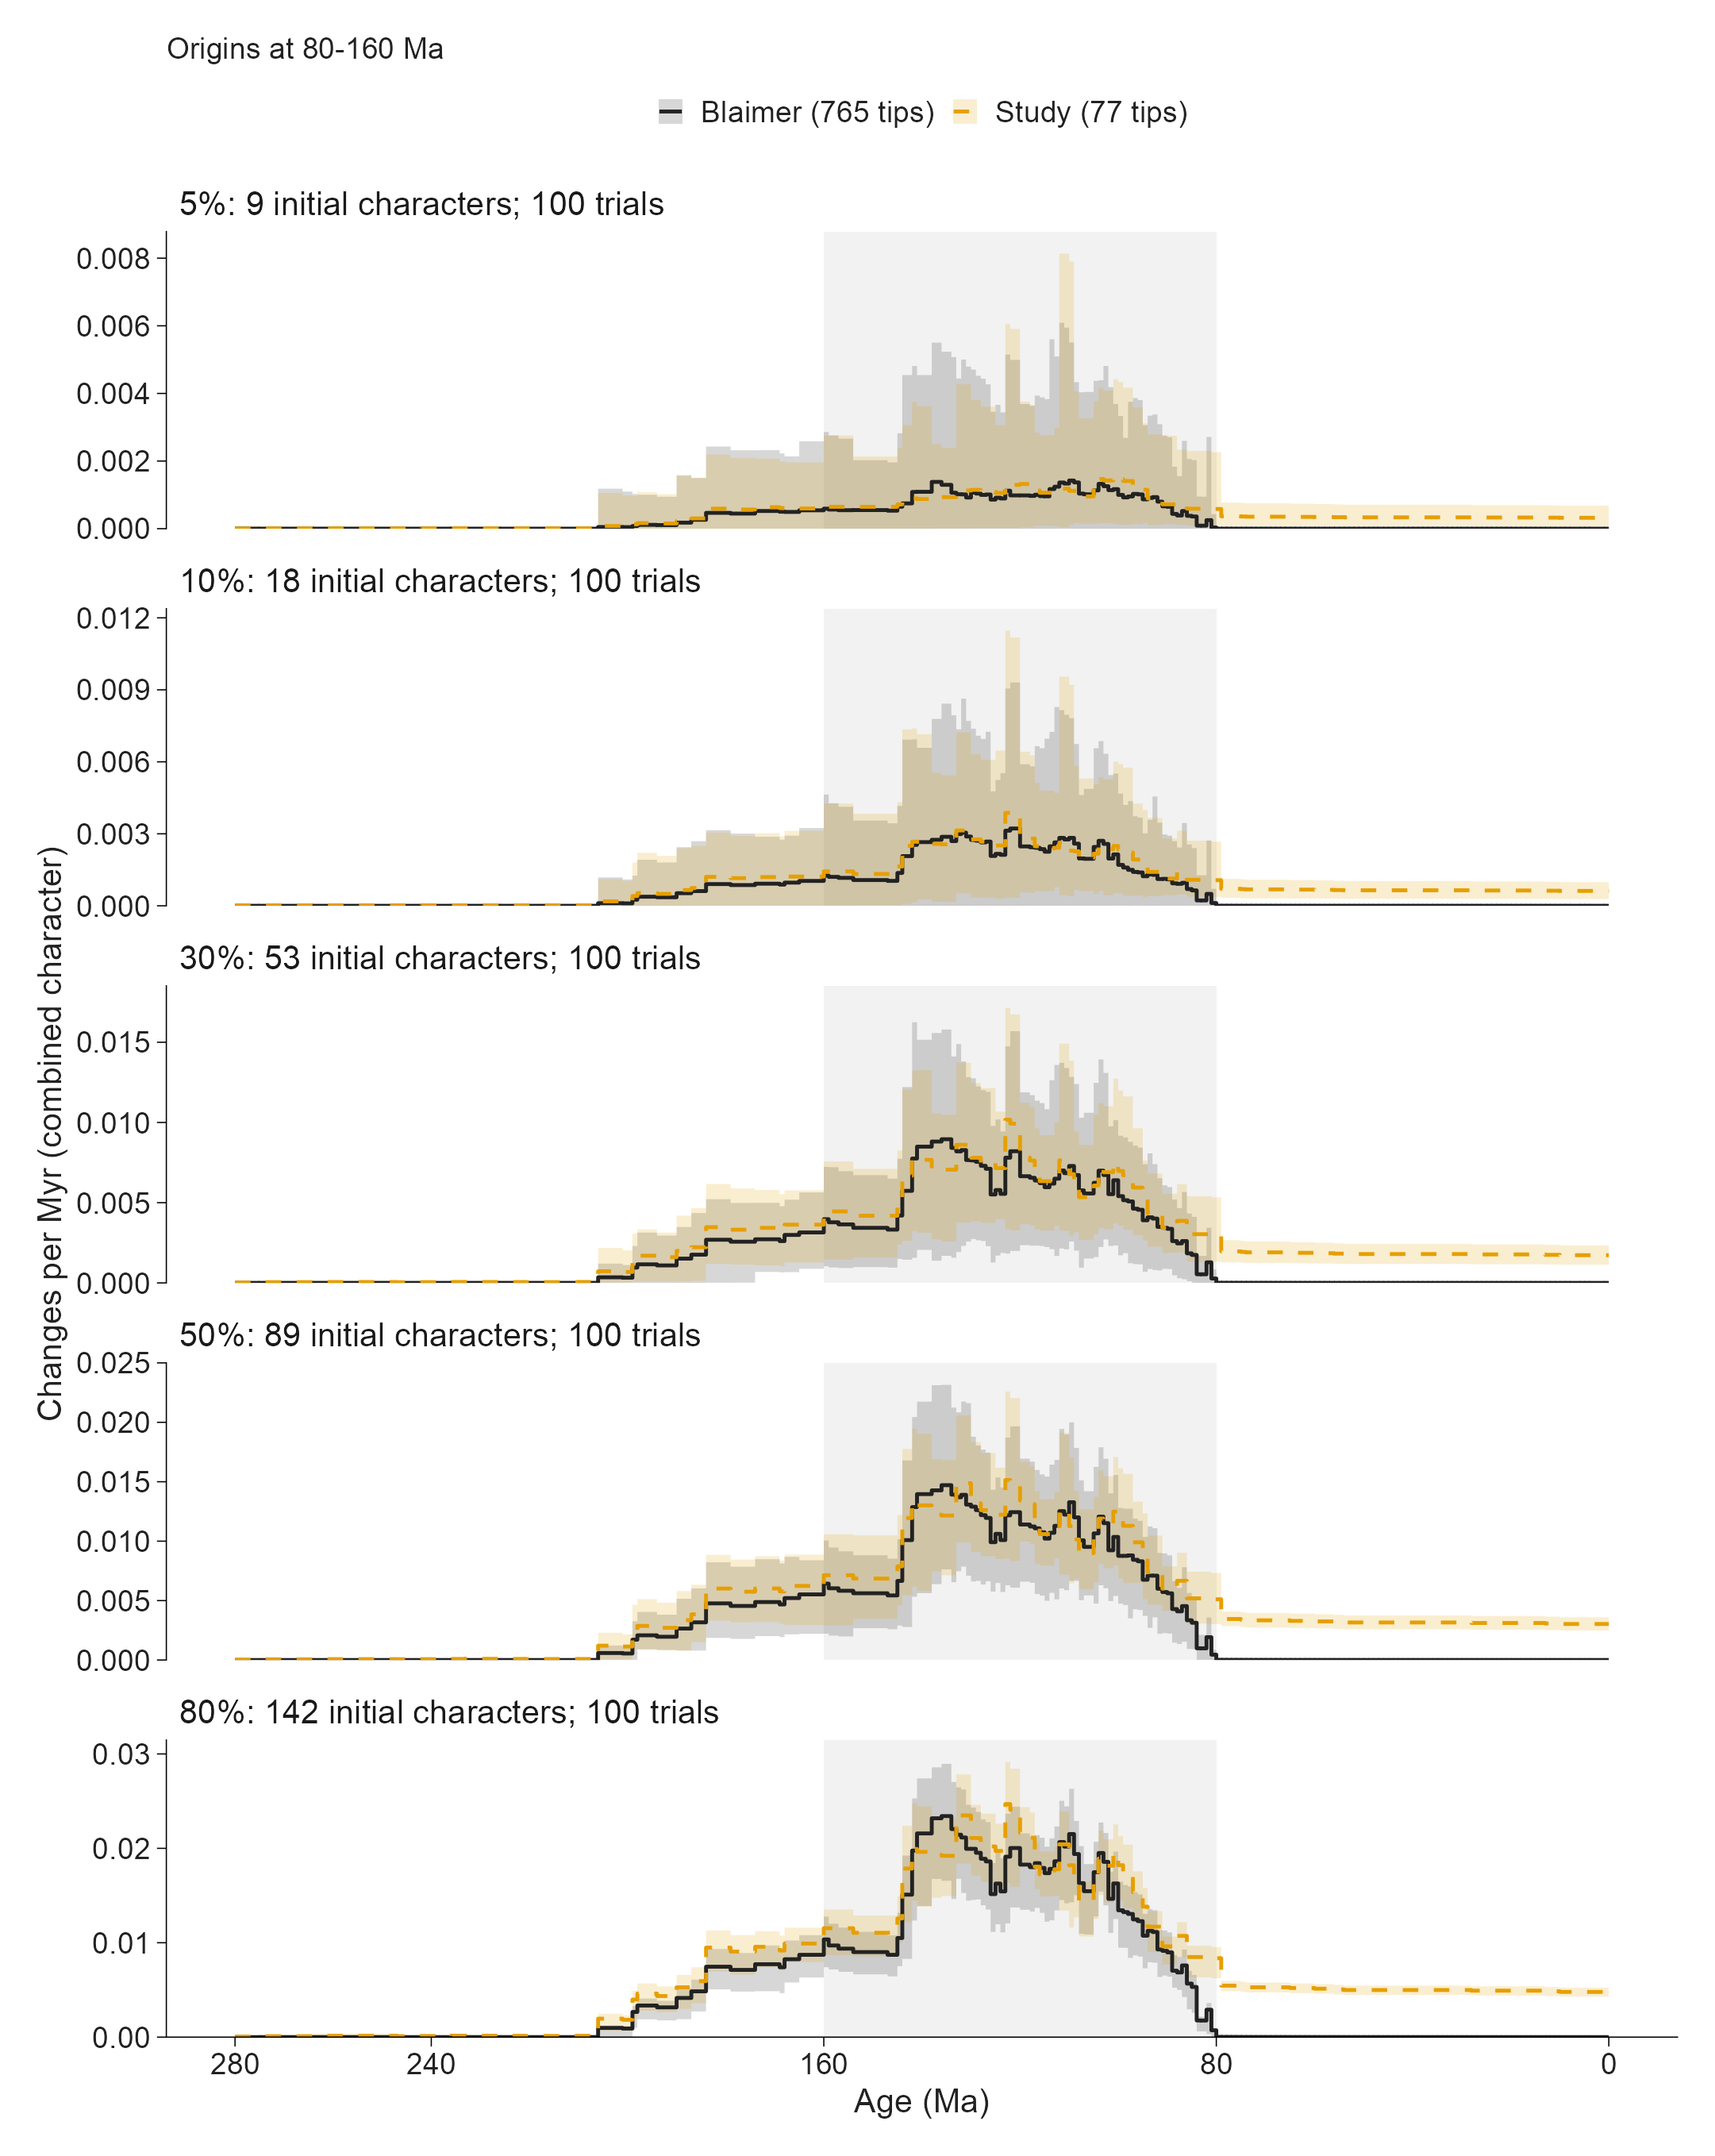 Origins at 80-160 Ma
Blaimer (765 tips) Study (77 tips)
5%: 9 initial characters; 100 trials
0.008
0.006
0.004
0.002
0.000
10%: 18 initial characters; 100 trials
0.012
0.009
0.006
0.003
0.000
30%: 53 initial characters; 100 trials
0.015
0.010
0.005
0.000
50%: 89 initial characters; 100 trials
0.025
0.020
0.015
0.010
0.005
0.000
80%: 142 initial characters; 100 trials
0.03
0.02
0.01
0.00
280 240 160 80 0
Age (Ma)
Changes per Myr (combined character)